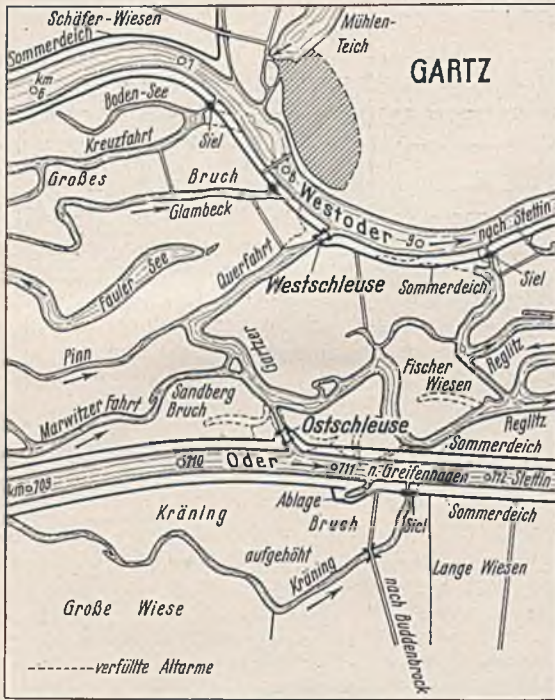 Schäfer-Wiesen
Mühlen-
Teich
Sommerdeich
GARTZ
km
6
7
Boden-See
Kreuzfahrt
Siel
Großes
Bruch
8
Westoder
Glambeck
9
nach Stettin
Querfahrt
Westschleuse
Sommerdeich
Siel
Fauler See
Pinn
Gartzer
Fischer
Wiesen
Reglitz
Sandberg
Bruch
Marwitzer Fahrt
Ostschleuse
Reglitz
Sommerdeich
km 709
710
Oder
711
n. Greifenhagen
712
-Stettin
Ablage
Bruch
Siel
Sommerdeich
Kräning
aufgehöht
Kräning
Lange Wiesen
Große Wiese
nach Buddenbrock
verfüllte Altarme